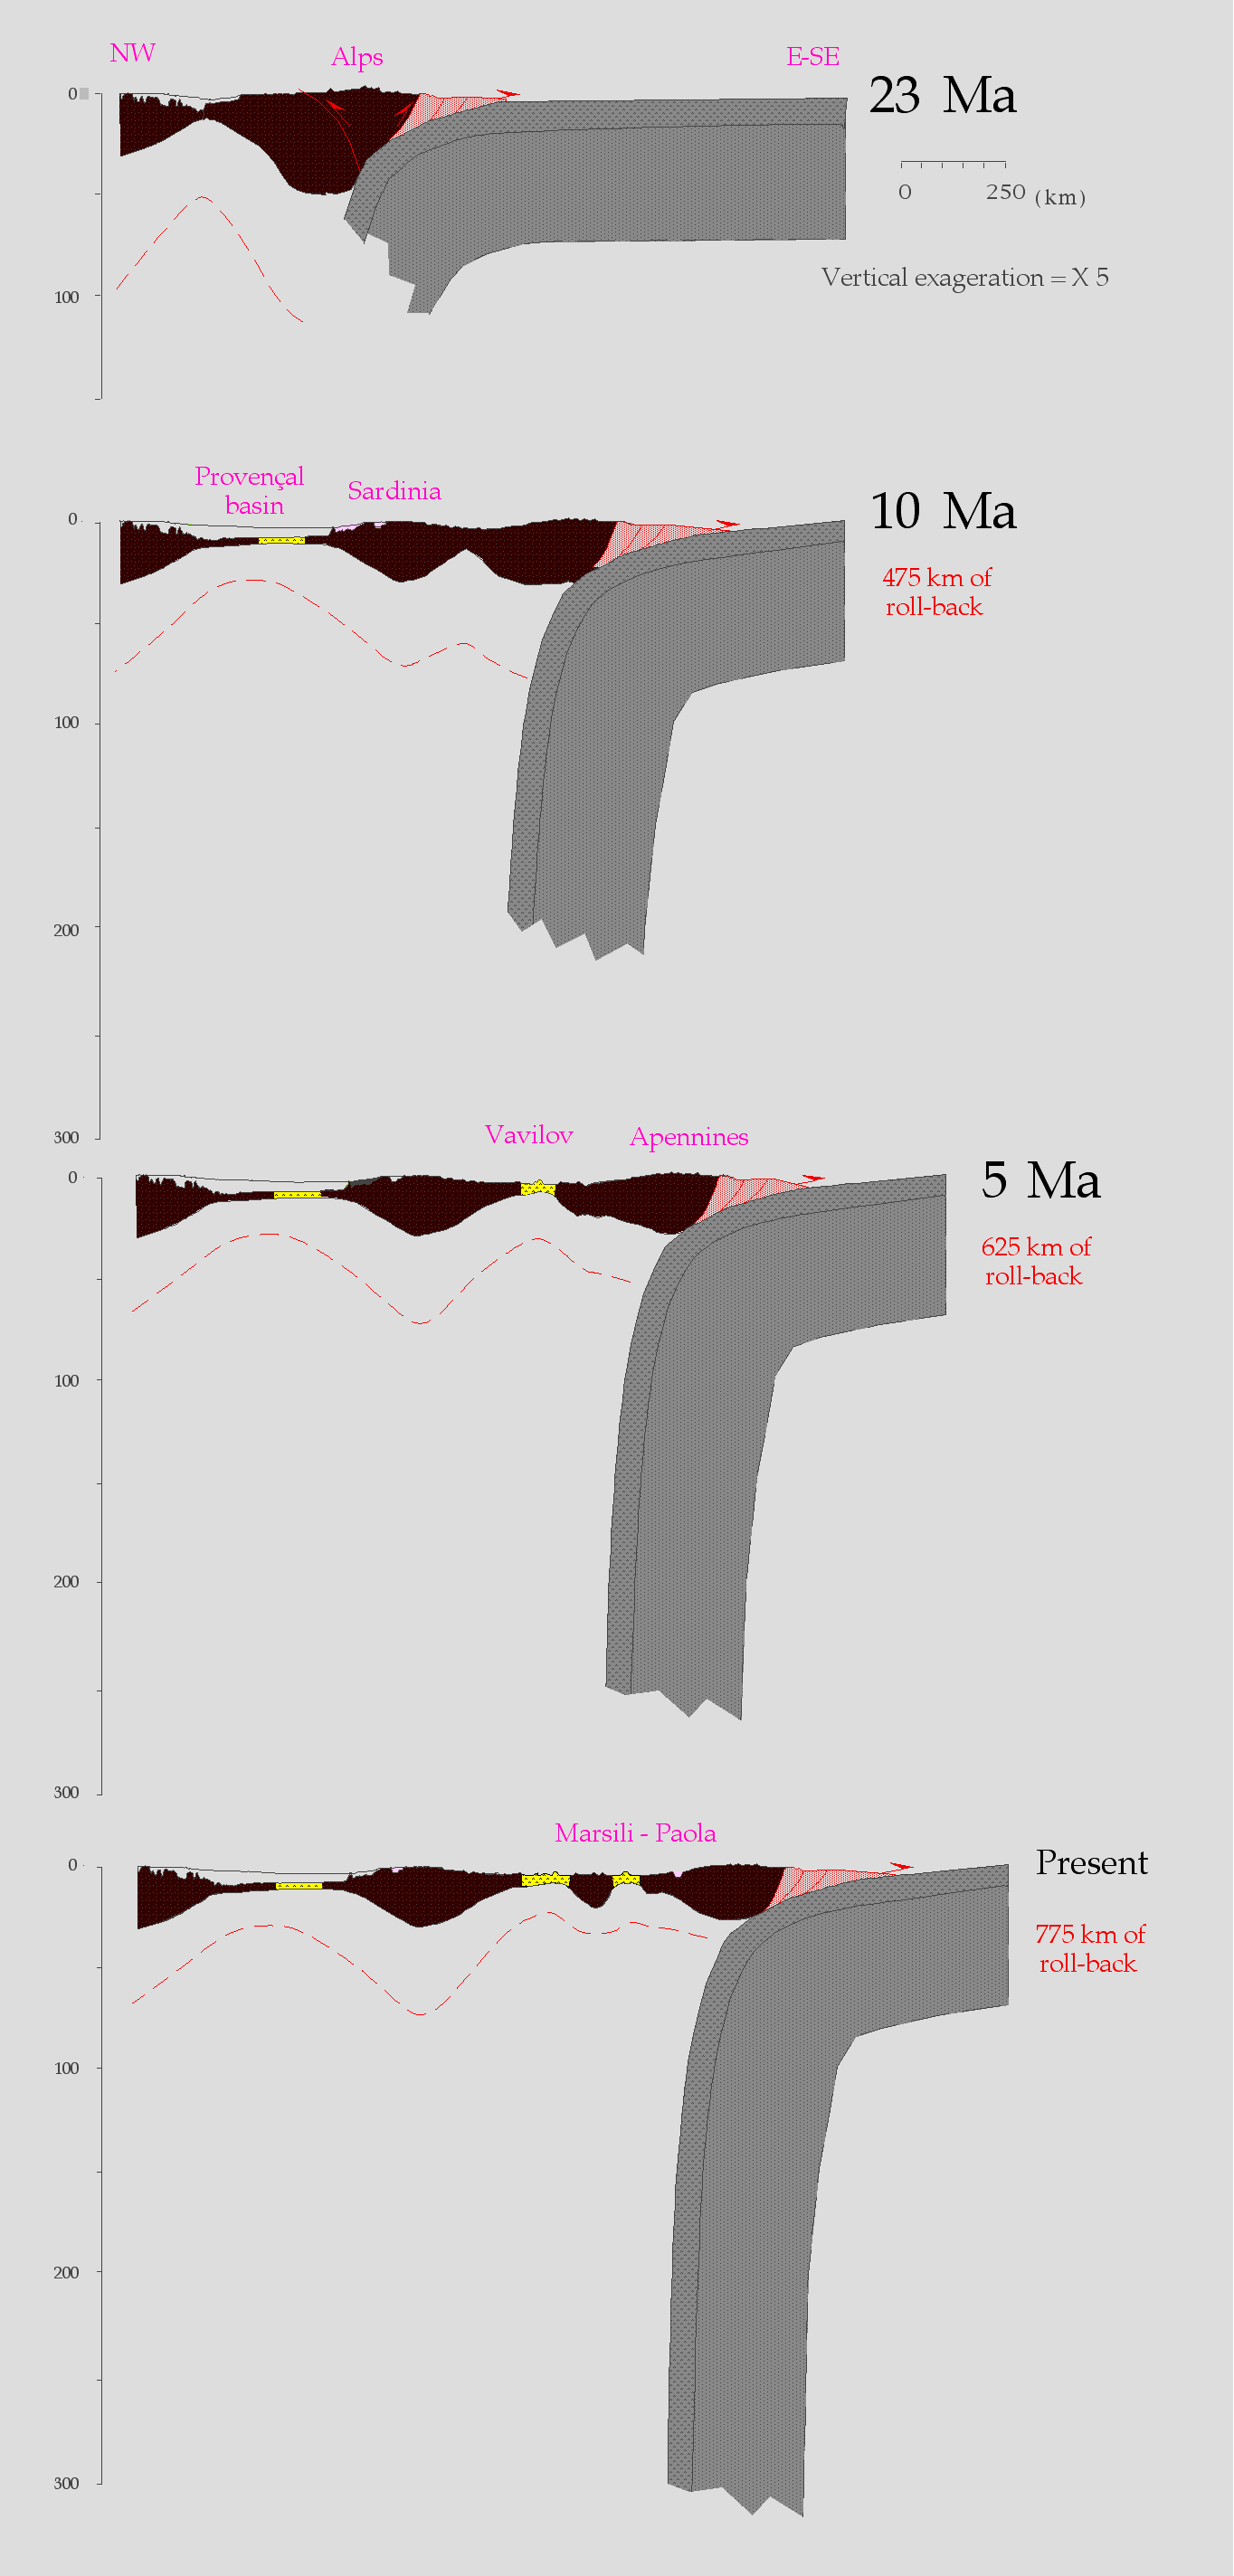 NW
Alps
E-SE
23 Ma
0
0
250 (km)
Vertical exageration = X 5
100
Provençal
basin
Sardinia
0
10 Ma
475 km of
roll-back
100
200
300
Vavilov
Apennines
0
5 Ma
625 km of
roll-back
100
200
300
Marsili - Paola
0
Present
775 km of
roll-back
100
200
300